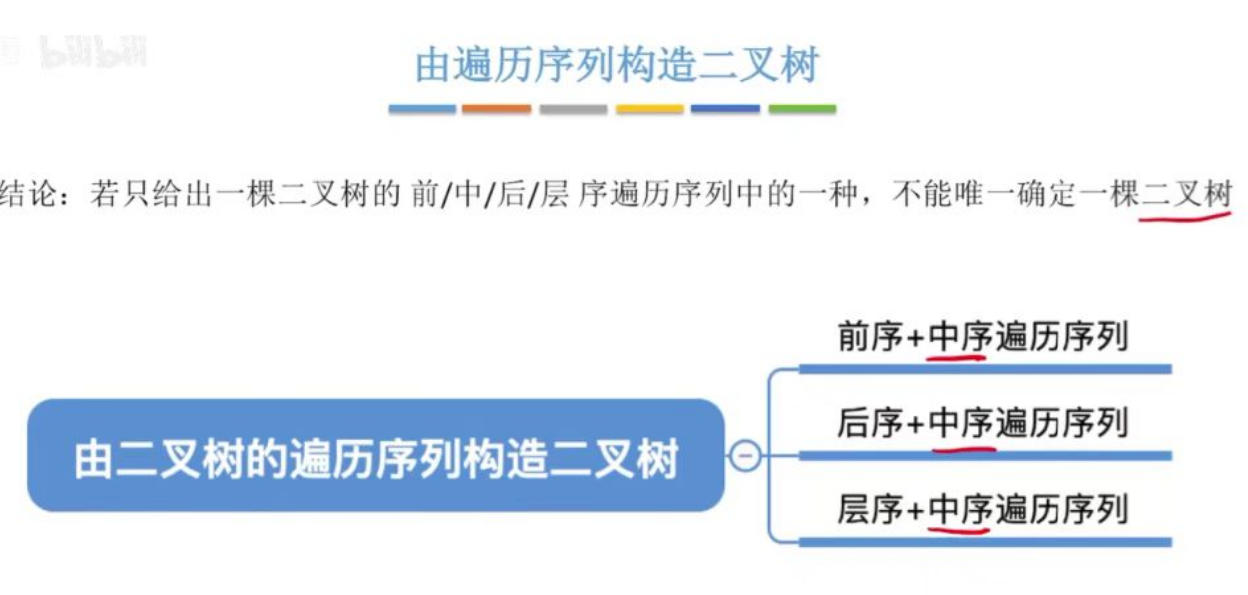 bilibili
由遍历序列构造二叉树
结论：若只给出一棵二叉树的 前/中/后/层 序遍历序列中的一种，不能唯一确定一棵二叉树
前序+中序遍历序列
后序+中序遍历序列
由二叉树的遍历序列构造二叉树
层序+中序遍历序列